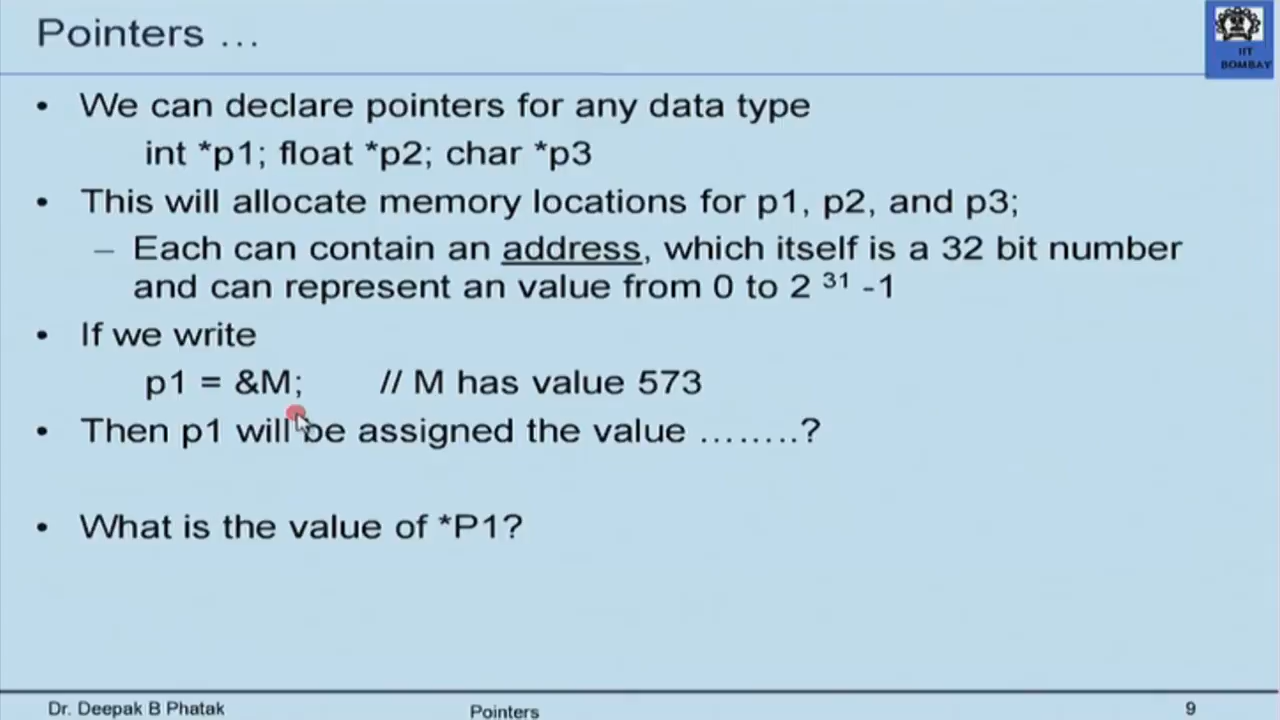 Pointers ...
IIT
BOMBAY
• We can declare pointers for any data type
int *p1; float *p2; char *p3
• This will allocate memory locations for p1, p2, and p3;
– Each can contain an address, which itself is a 32 bit number
and can represent an value from 0 to 2 ³¹ -1
• If we write
p1 = &M; // M has value 573
• Then p1 will be assigned the value ........?
• What is the value of *P1?
Dr. Deepak B Phatak
Pointers
9